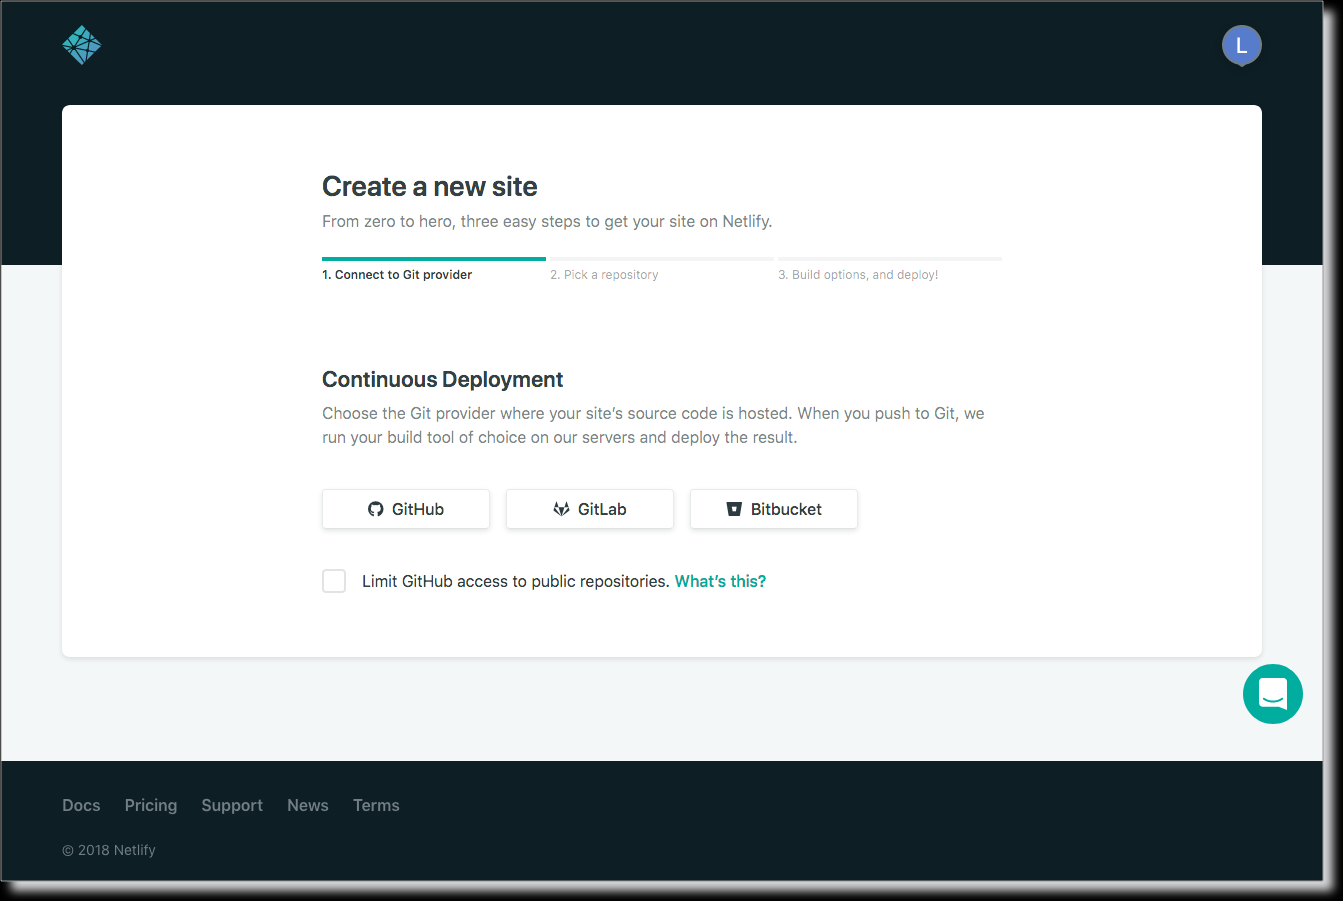 L
Create a new site
From zero to hero, three easy steps to get your site on Netlify.
1. Connect to Git provider
2. Pick a repository
3. Build options, and deploy!
Continuous Deployment
Choose the Git provider where your site’s source code is hosted. When you push to Git, we
run your build tool of choice on our servers and deploy the result.
GitHub
GitLab
Bitbucket
Limit GitHub access to public repositories. What’s this?
Docs Pricing Support News Terms
© 2018 Netlify